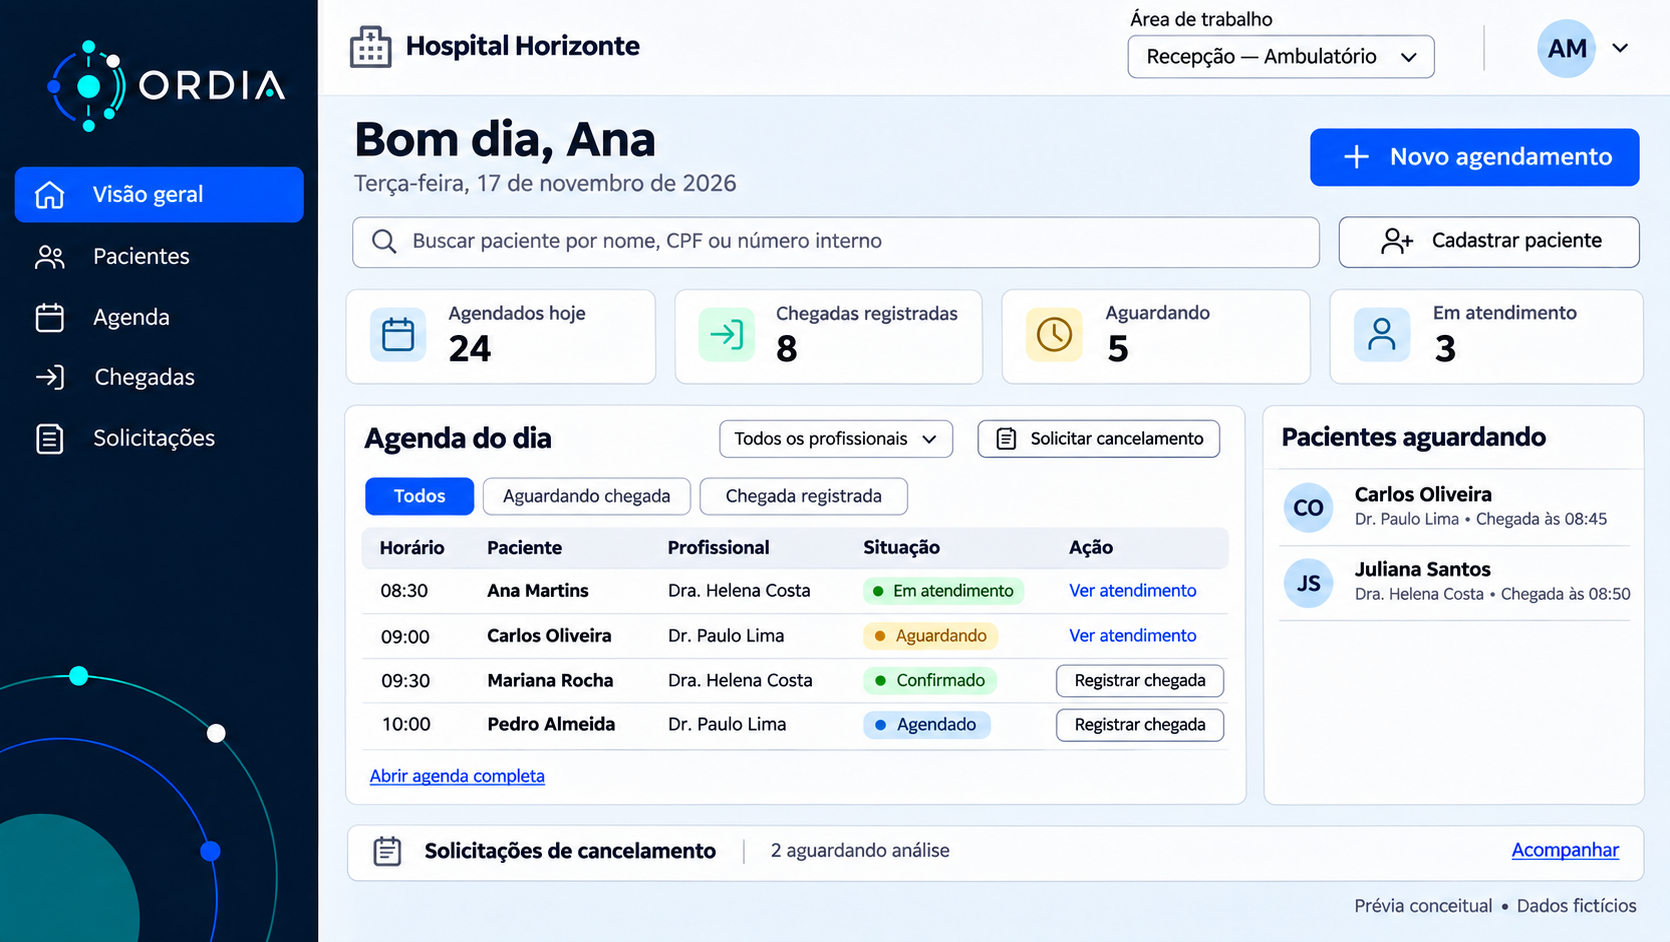 ORDIA
Visão geral
Pacientes
Agenda
Chegadas
Solicitações
Hospital Horizonte
Área de trabalho
Recepção — Ambulatório
AM
Bom dia, Ana
Terça-feira, 17 de novembro de 2026
+ Novo agendamento
Buscar paciente por nome, CPF ou número interno
Cadastrar paciente
Agendados hoje
24
Chegadas registradas
8
Aguardando
5
Em atendimento
3
Agenda do dia
Todos os profissionais
Solicitar cancelamento
Todos
Aguardando chegada
Chegada registrada
Horário Paciente Profissional Situação Ação
08:30 Ana Martins Dra. Helena Costa Em atendimento Ver atendimento
09:00 Carlos Oliveira Dr. Paulo Lima Aguardando Ver atendimento
09:30 Mariana Rocha Dra. Helena Costa Confirmado Registrar chegada
10:00 Pedro Almeida Dr. Paulo Lima Agendado Registrar chegada
Abrir agenda completa
Pacientes aguardando
CO
Carlos Oliveira
Dr. Paulo Lima • Chegada às 08:45
JS
Juliana Santos
Dra. Helena Costa • Chegada às 08:50
Solicitações de cancelamento
2 aguardando análise
Acompanhar
Prévia conceitual • Dados fictícios